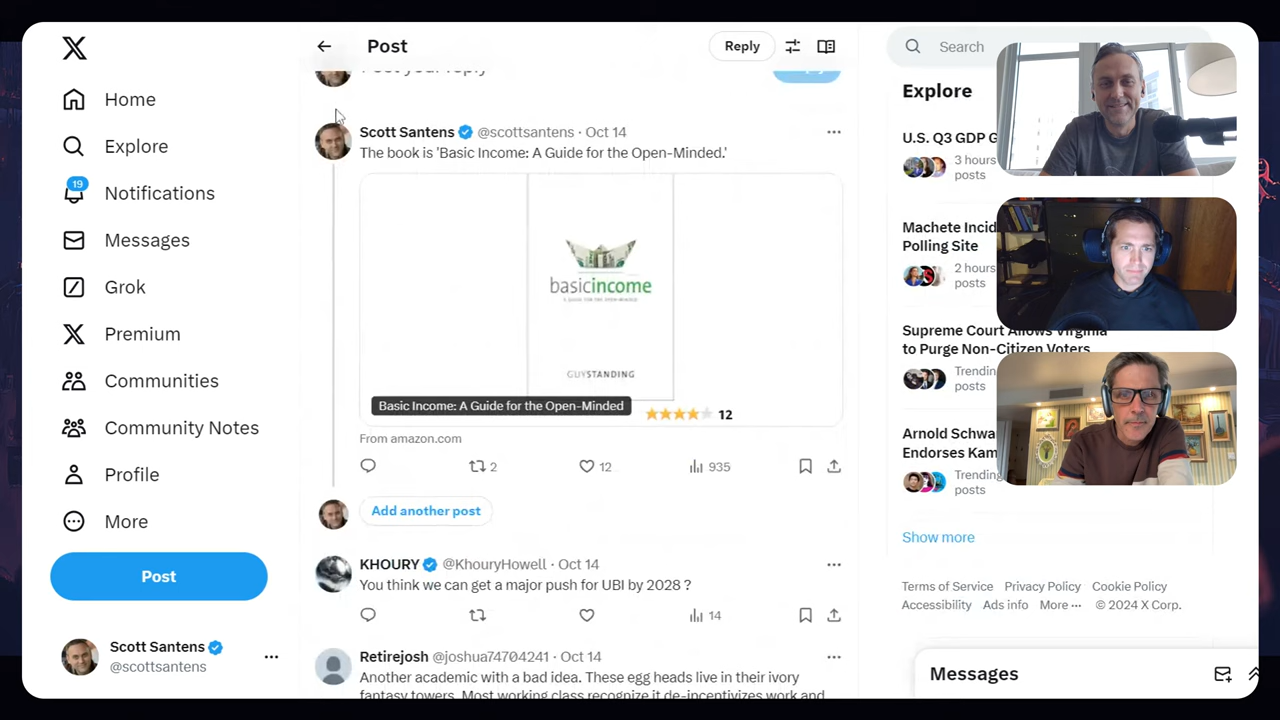 Home
Explore
19
Notifications
Messages
Grok
Premium
Communities
Community Notes
Profile
More
Post
Scott Santens
@scottsantens
Post
Reply
Scott Santens @scottsantens · Oct 14
The book is 'Basic Income: A Guide for the Open-Minded.'
basicincome
A GUIDE FOR THE OPEN-MINDED
GUY STANDING
Basic Income: A Guide for the Open-Minded
12
From amazon.com
2
12
935
Add another post
KHOURY @KhouryHowell · Oct 14
You think we can get a major push for UBI by 2028 ?
14
Retirejosh @joshua74704241 · Oct 14
Another academic with a bad idea. These egg heads live in their ivory
fantasy towers. Most working class recognize it de-incentivizes work and
Search
Explore
U.S. Q3 GDP G
3 hours
posts
Machete Incid
Polling Site
2 hours
posts
Supreme Court Allows Virginia
to Purge Non-Citizen Voters
Trending
posts
Arnold Schwa
Endorses Kam
Trending
posts
Show more
Terms of Service Privacy Policy Cookie Policy
Accessibility Ads info More ··· © 2024 X Corp.
Messages